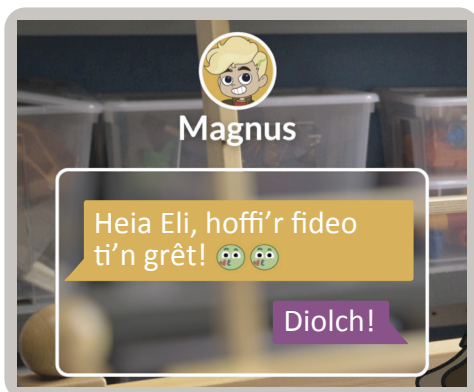 Magnus
Heia Eli, hoffi'r fideo
ti'n grêt! 🤢 🤢
Diolch!